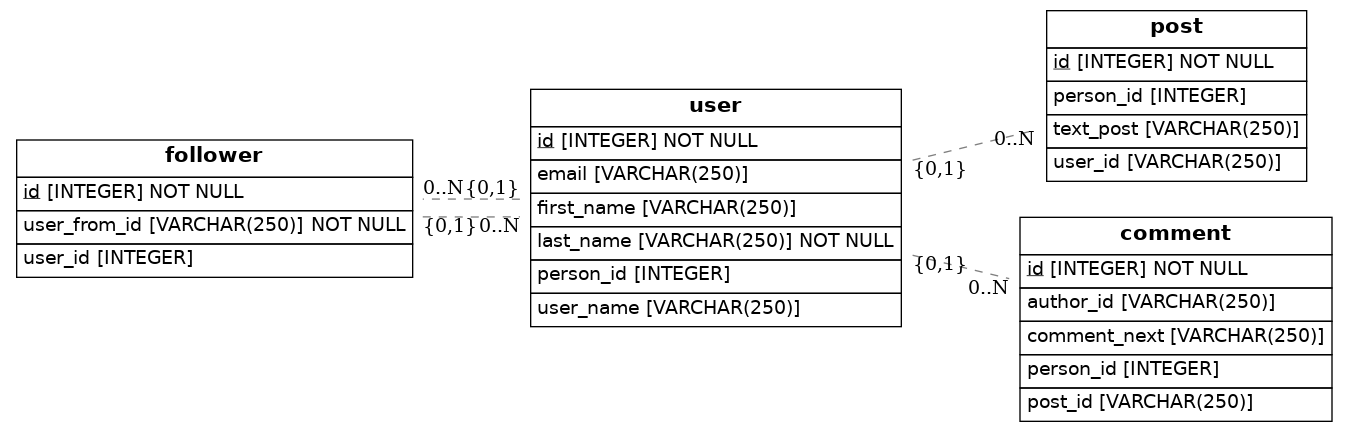 follower
id [INTEGER] NOT NULL
user_from_id [VARCHAR(250)] NOT NULL
user_id [INTEGER]
0..N {0,1}
{0,1} 0..N
user
id [INTEGER] NOT NULL
email [VARCHAR(250)]
first_name [VARCHAR(250)]
last_name [VARCHAR(250)] NOT NULL
person_id [INTEGER]
user_name [VARCHAR(250)]
0..N
{0,1}
{0,1}
0..N
post
id [INTEGER] NOT NULL
person_id [INTEGER]
text_post [VARCHAR(250)]
user_id [VARCHAR(250)]
comment
id [INTEGER] NOT NULL
author_id [VARCHAR(250)]
comment_next [VARCHAR(250)]
person_id [INTEGER]
post_id [VARCHAR(250)]